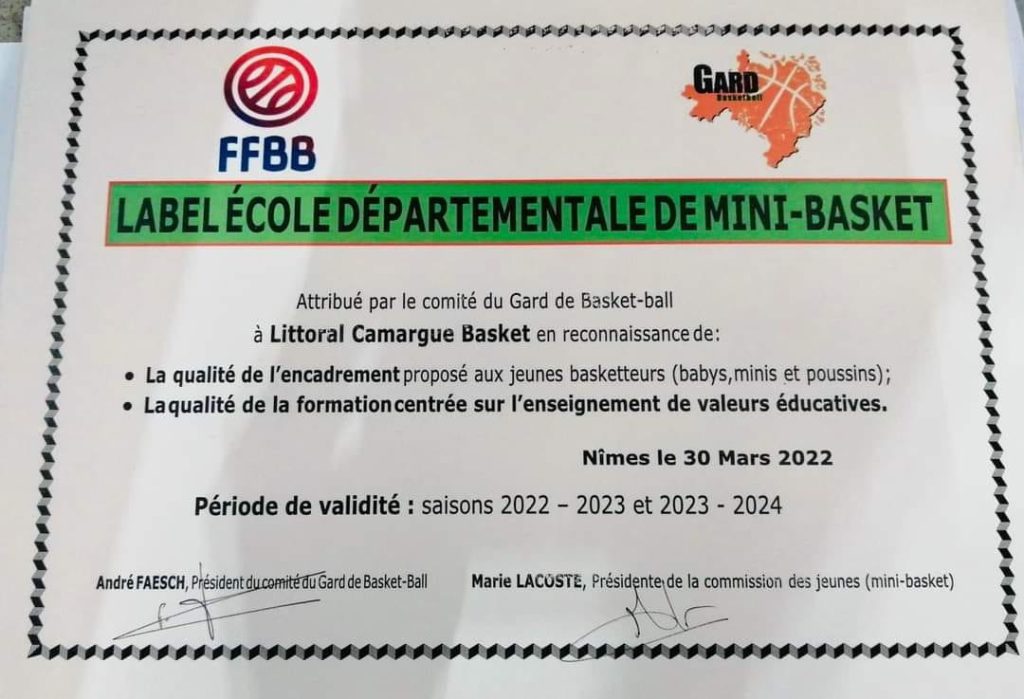 FFBB
GARD
Basketball
LABEL ÉCOLE DÉPARTEMENTALE DE MINI-BASKET
Attribué par le comité du Gard de Basket-ball
à Littoral Camargue Basket en reconnaissance de:
• La qualité de l'encadrement proposé aux jeunes basketteurs (babys,minis et poussins);
• La qualité de la formation centrée sur l'enseignement de valeurs éducatives.
Nîmes le 30 Mars 2022
Période de validité : saisons 2022 – 2023 et 2023 - 2024
André FAESCH, Président du comité du Gard de Basket-Ball
Marie LACOSTE, Présidente de la commission des jeunes (mini-basket)